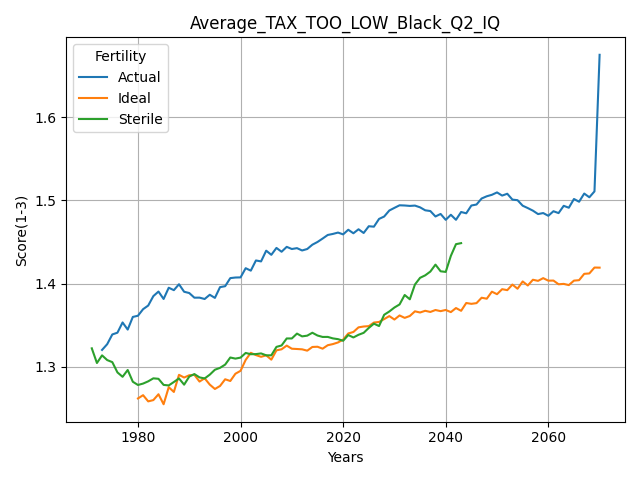 Average_TAX_TOO_LOW_Black_Q2_IQ
Fertility
Actual
Ideal
Sterile
Score(1-3)
1.6
1.5
1.4
1.3
1980
2000
2020
2040
2060
Years